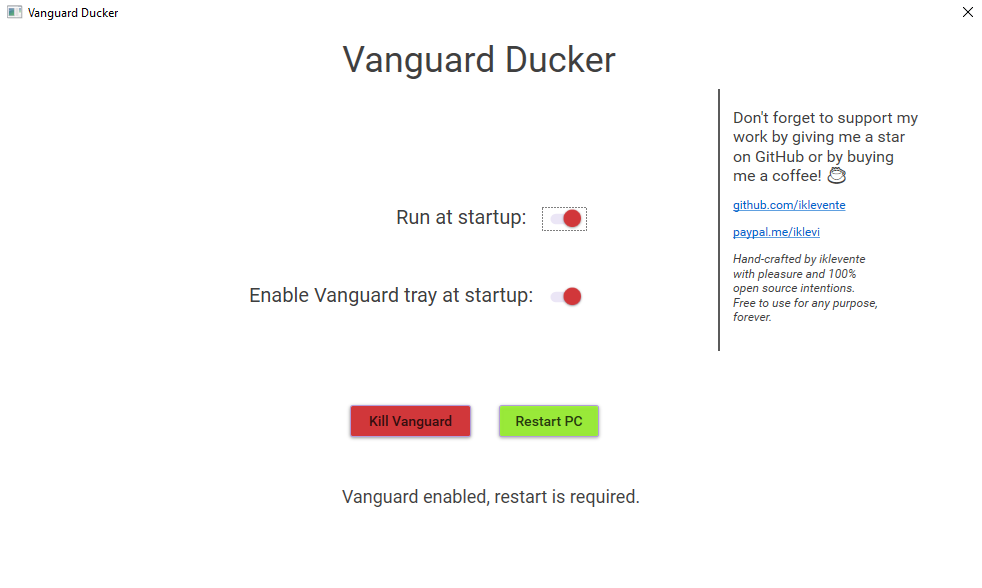 Vanguard Ducker
Vanguard Ducker
Don't forget to support my
work by giving me a star
on GitHub or by buying
me a coffee!
github.com/iklevente
paypal.me/iklevi
Hand-crafted by iklevente
with pleasure and 100%
open source intentions.
Free to use for any purpose,
forever.
Run at startup:
Enable Vanguard tray at startup:
Kill Vanguard
Restart PC
Vanguard enabled, restart is required.